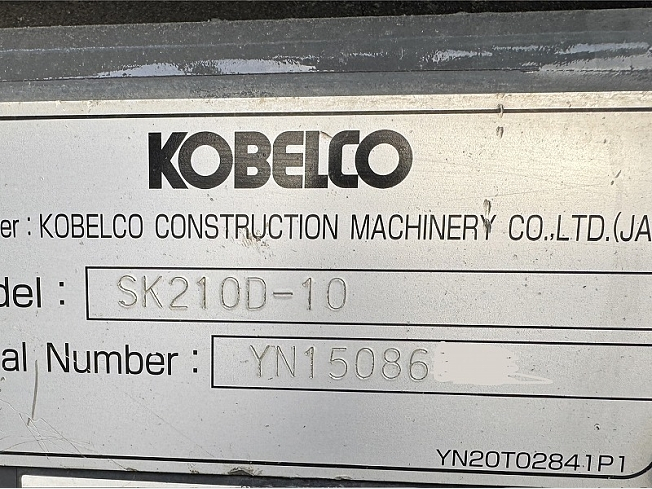 KOBELCO
er : KOBELCO CONSTRUCTION MACHINERY CO.,LTD.(JA
del : SK210D-10
al Number : YN15086
YN20T02841P1